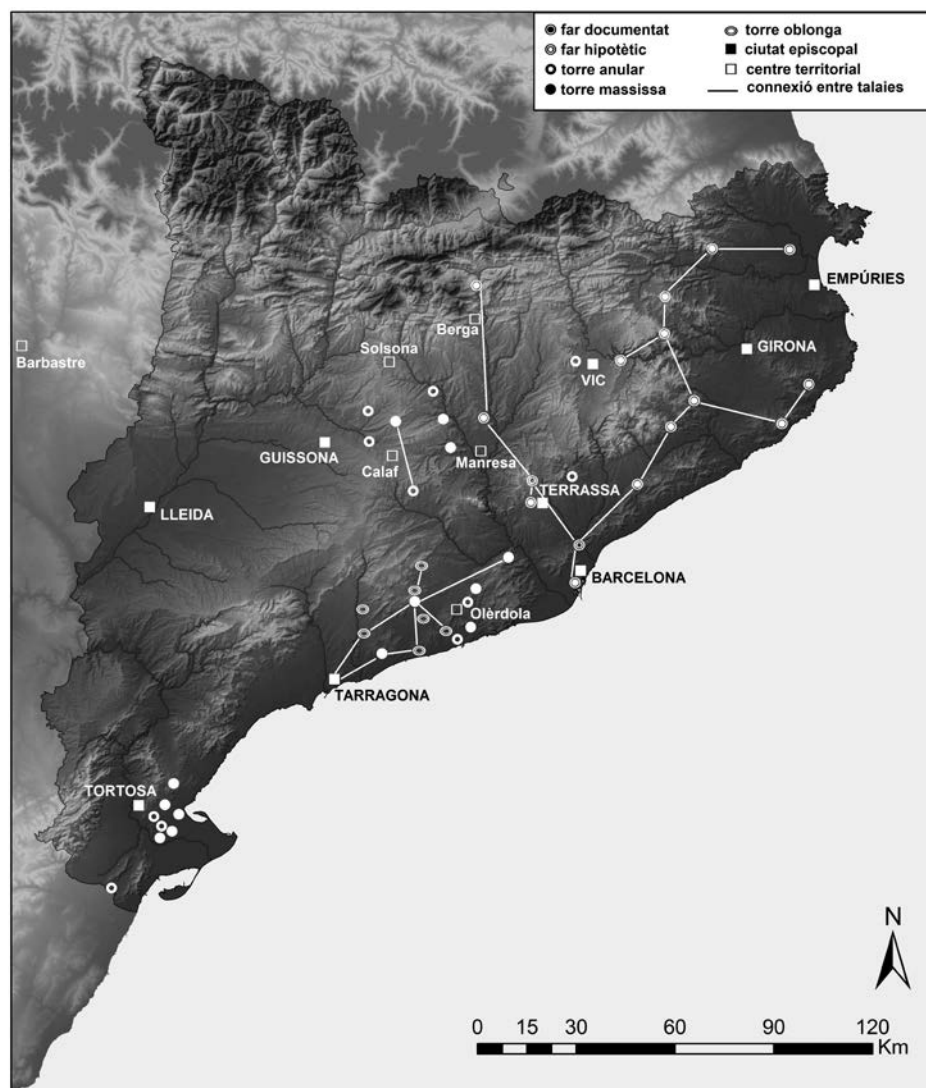 far documentat
far hipotètic
torre anular
torre massissa
torre oblonga
ciutat episcopal
centre territorial
connexió entre talaies
EMPÚRIES
Berga
Barbastre
Solsona
GIRONA
VIC
GUISSONA
Calaf
Manresa
TERRASSA
LLEIDA
BARCELONA
Olèrdola
TARRAGONA
TORTOSA
N
0 15 30 60 90 120
Km